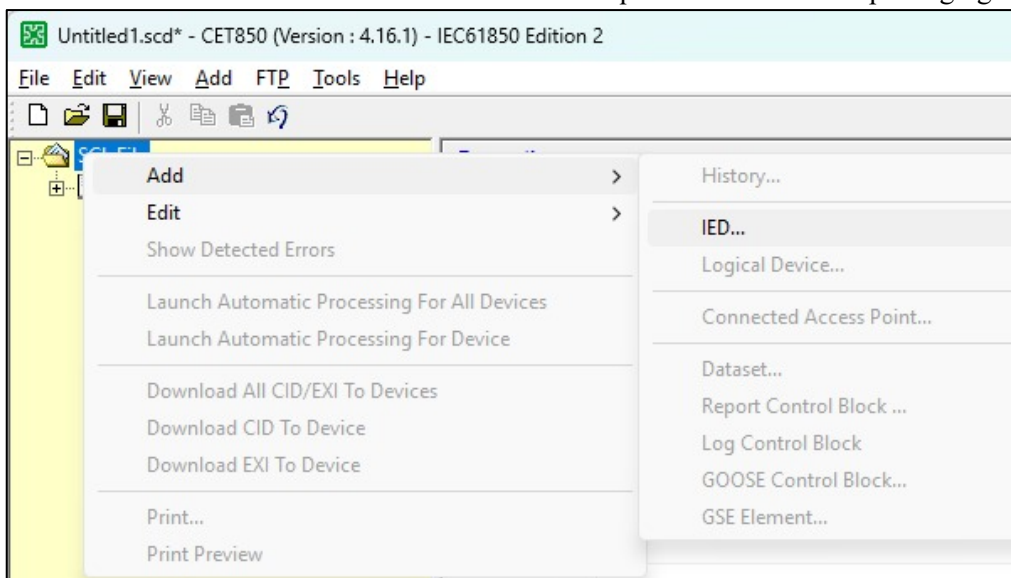 Untitled1.scd* - CET850 (Version : 4.16.1) - IEC61850 Edition 2
File Edit View Add FTP Tools Help
Add
Edit
Show Detected Errors
Launch Automatic Processing For All Devices
Launch Automatic Processing For Device
Download All CID/EXI To Devices
Download CID To Device
Download EXI To Device
Print...
Print Preview
History...
IED...
Logical Device...
Connected Access Point...
Dataset...
Report Control Block ...
Log Control Block
GOOSE Control Block...
GSE Element...